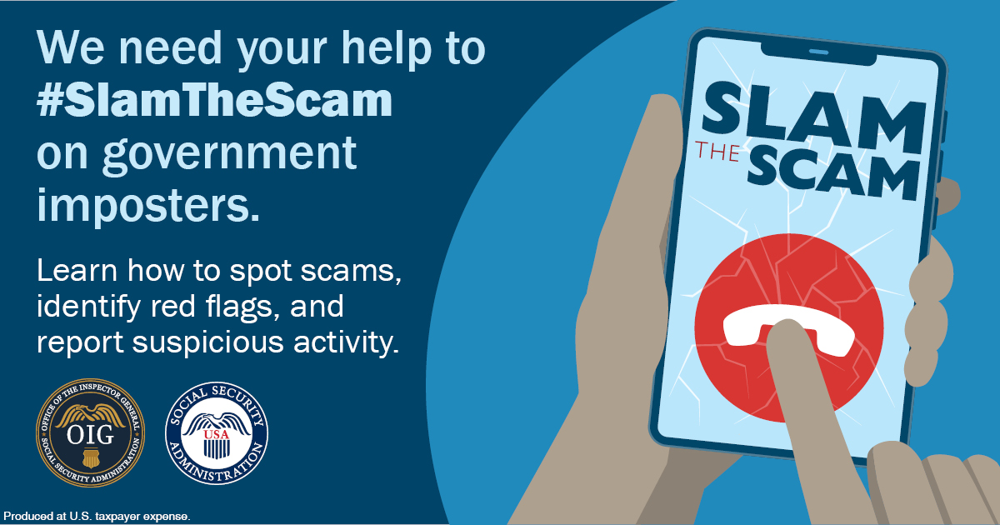 We need your help to
#SlamTheScam
on government
imposters.
Learn how to spot scams,
identify red flags, and
report suspicious activity.
OFFICE OF THE INSPECTOR GENERAL
OIG
SOCIAL SECURITY ADMINISTRATION
SOCIAL SECURITY
USA
ADMINISTRATION
Produced at U.S. taxpayer expense.
SLAM
THE SCAM